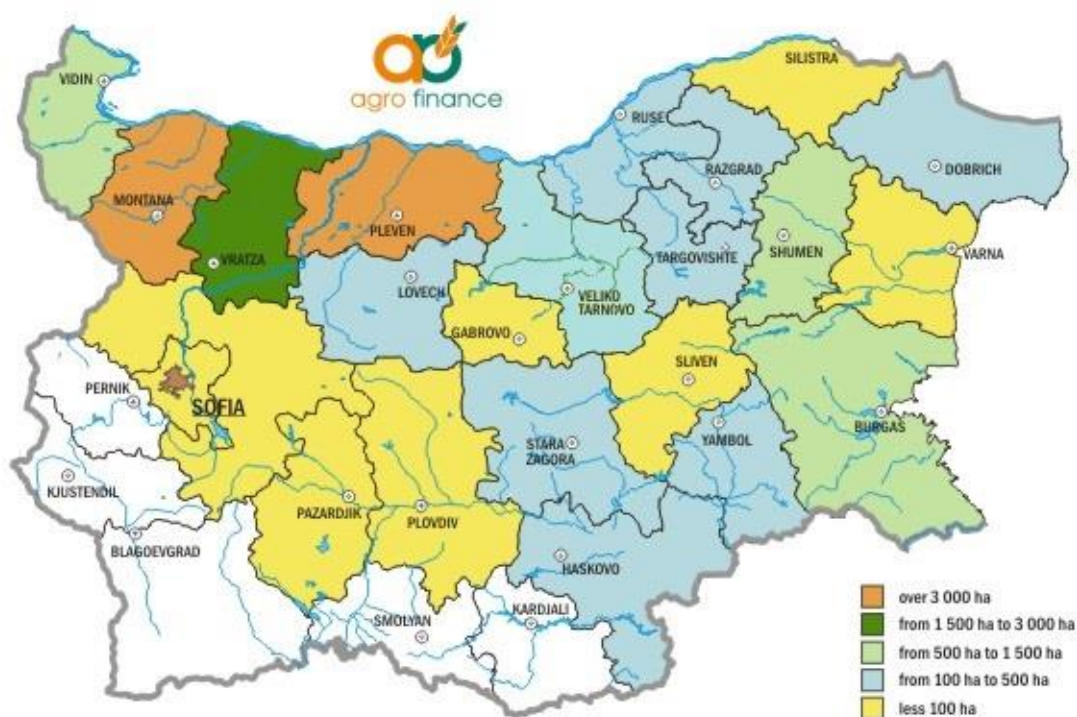 ao
agro finance
SILISTRA
VIDIN
RUSE
RAZGRAD
DOBRICH
MONTANA
PLEVEN
SHUMEN
VARNA
VRATZA
TARGOVISHTE
LOVECH
VELIKO
TARNOVO
GABROVO
SLIVEN
PERNIK
SOFIA
BURGAS
YAMBOL
STARA
ZAGORA
KJUSTENDIL
PAZARDJIK
PLOVDIV
BLAGOEVGRAD
HASKOVO
KARDJALI
SMOLYAN
over 3 000 ha
from 1 500 ha to 3 000 ha
from 500 ha to 1 500 ha
from 100 ha to 500 ha
less 100 ha